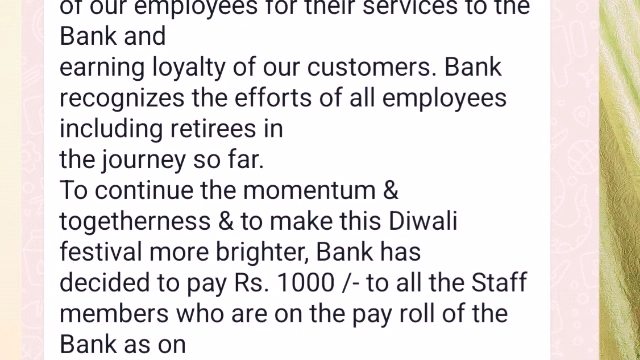 of our employees for their services to the
Bank and
earning loyalty of our customers. Bank
recognizes the efforts of all employees
including retirees in
the journey so far.
To continue the momentum &
togetherness & to make this Diwali
festival more brighter, Bank has
decided to pay Rs. 1000 /- to all the Staff
members who are on the pay roll of the
Bank as on